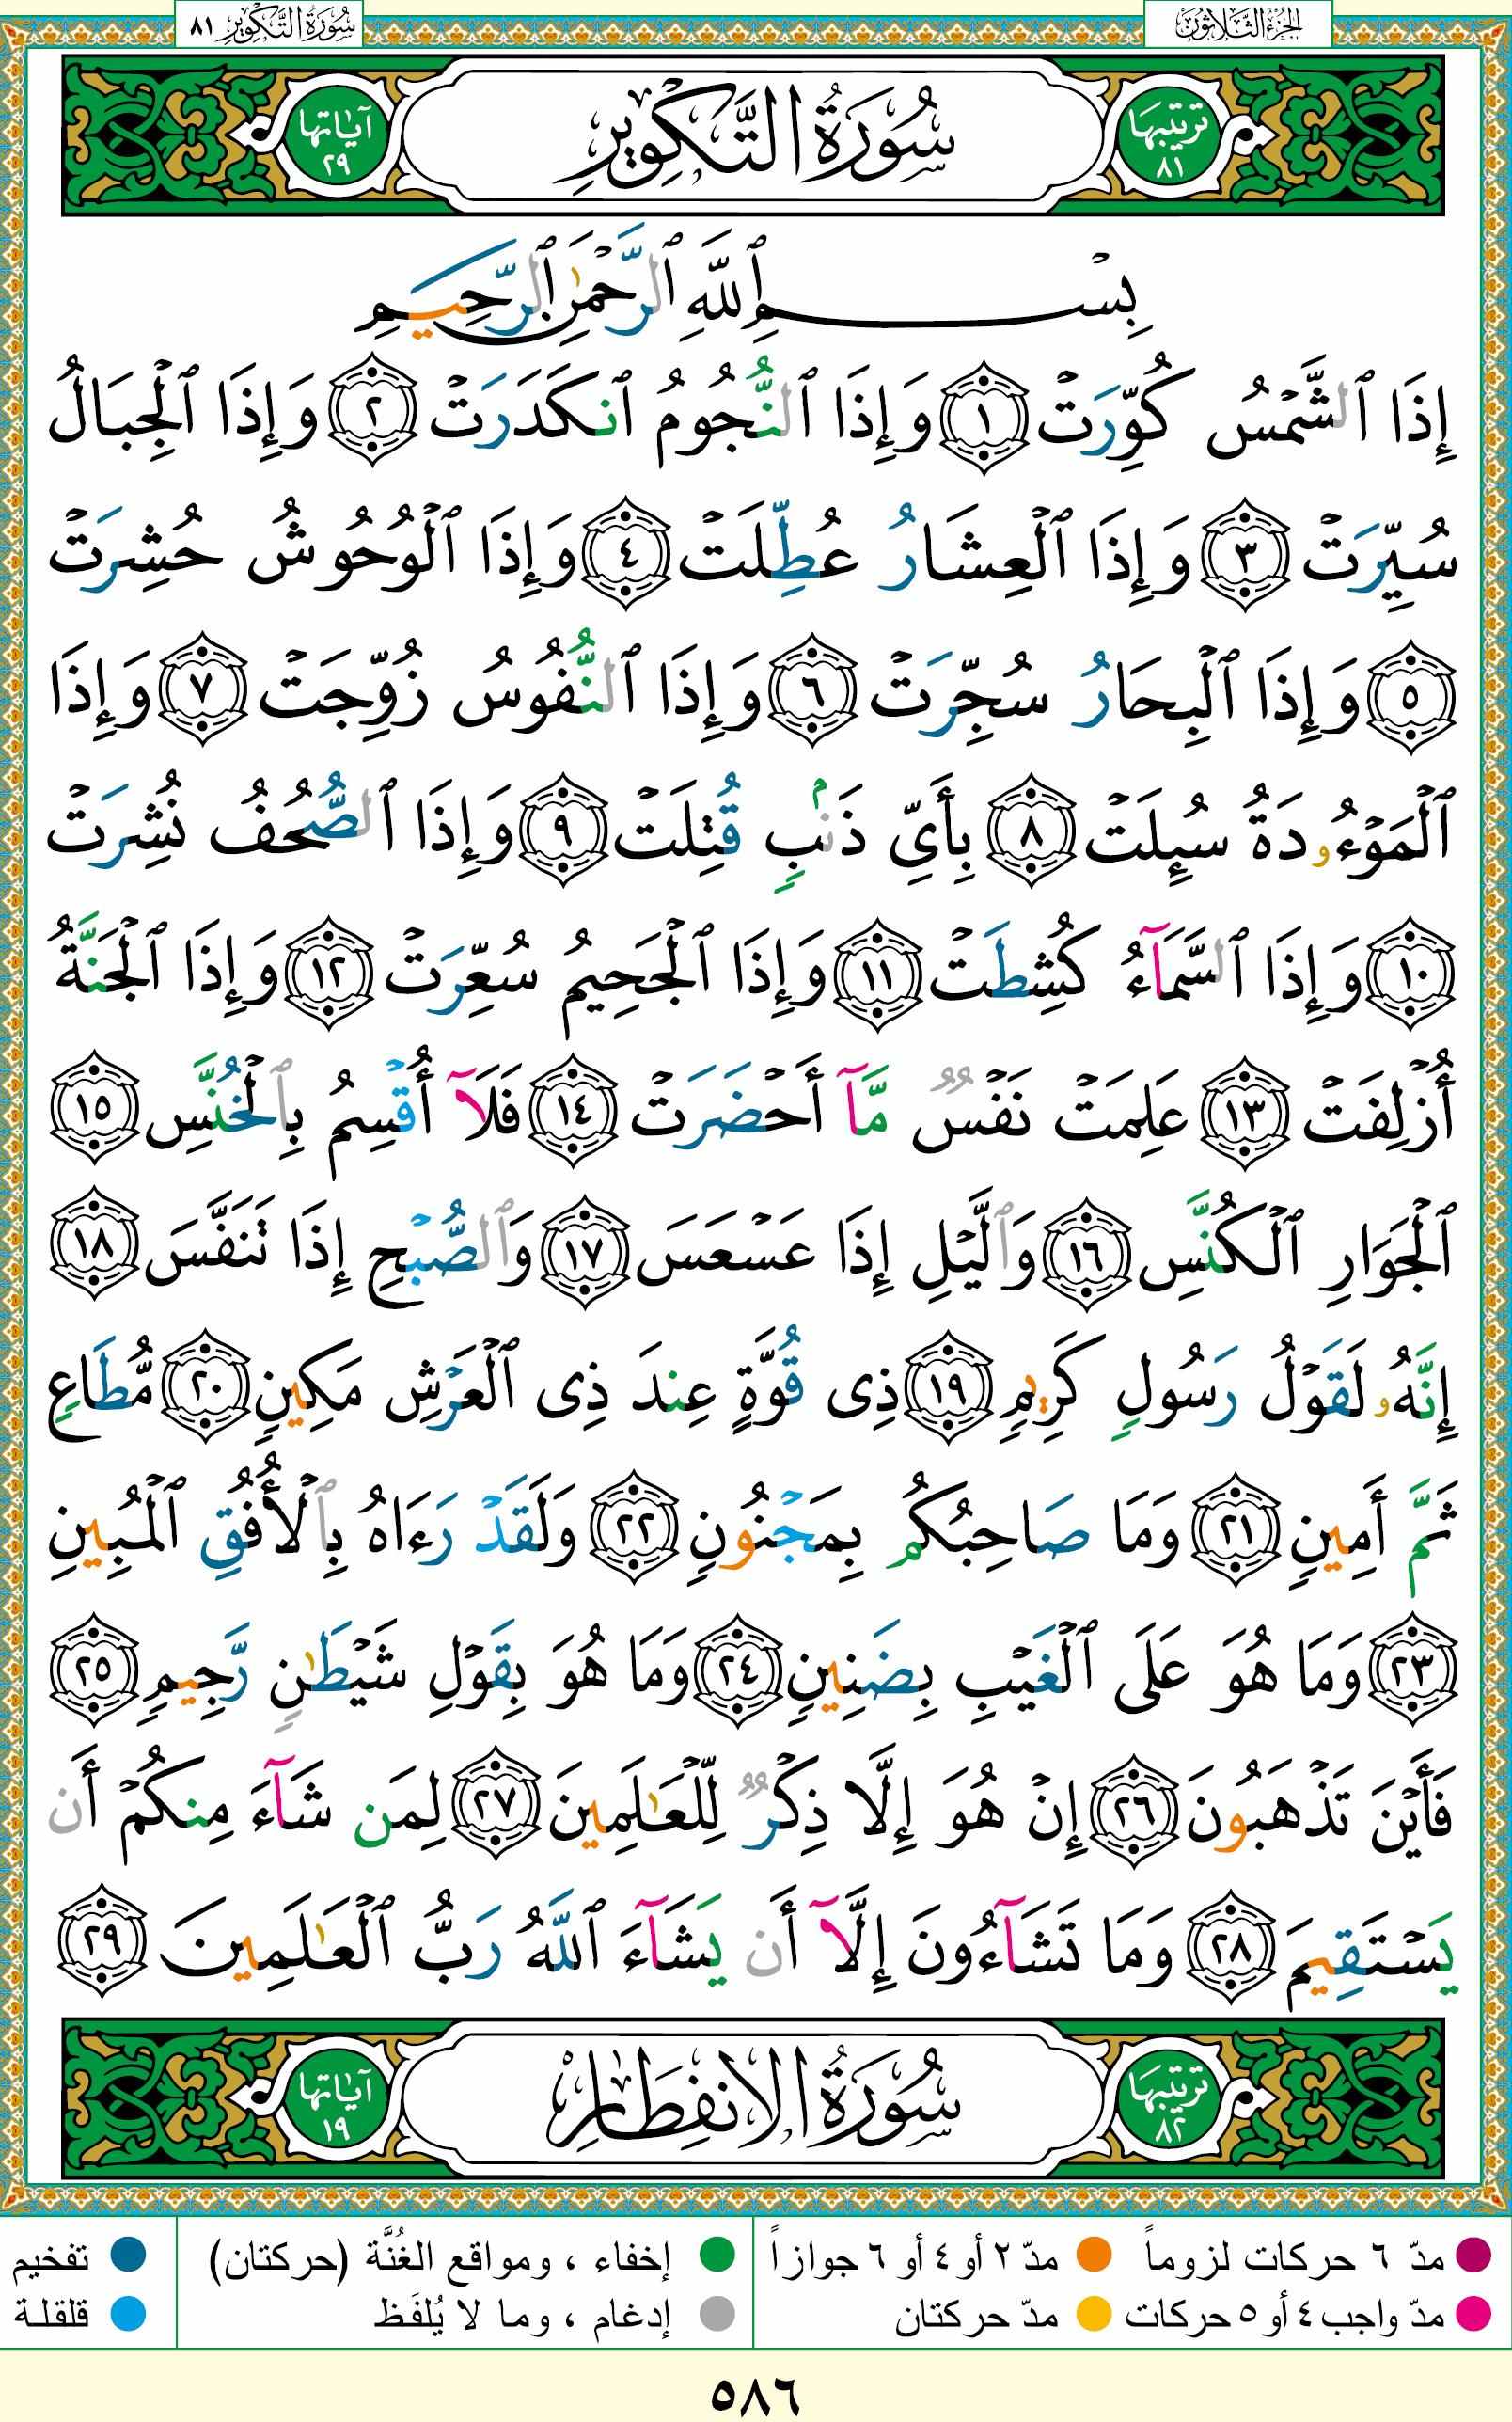 الجزء الثلاثون
سورة التكوير ٨١
ترتيبها ٨١
سُورَةُ التَّكْوِيرِ
آياتها ٢٩
بِسْمِ ٱللَّهِ ٱلرَّحْمَٰنِ ٱلرَّحِيمِ
إِذَا ٱلشَّمْسُ كُوِّرَتْ ١ وَإِذَا ٱلنُّجُومُ ٱنكَدَرَتْ ٢ وَإِذَا ٱلْجِبَالُ
سُيِّرَتْ ٣ وَإِذَا ٱلْعِشَارُ عُطِّلَتْ ٤ وَإِذَا ٱلْوُحُوشُ حُشِرَتْ
٥ وَإِذَا ٱلْبِحَارُ سُجِّرَتْ ٦ وَإِذَا ٱلنُّفُوسُ زُوِّجَتْ ٧ وَإِذَا
ٱلْمَوْءُۥدَةُ سُئِلَتْ ٨ بِأَىِّ ذَنۢبٍ قُتِلَتْ ٩ وَإِذَا ٱلصُّحُفُ نُشِرَتْ
١٠ وَإِذَا ٱلسَّمَآءُ كُشِطَتْ ١١ وَإِذَا ٱلْجَحِيمُ سُعِّرَتْ ١٢ وَإِذَا ٱلْجَنَّةُ
أُزْلِفَتْ ١٣ عَلِمَتْ نَفْسٌ مَّآ أَحْضَرَتْ ١٤ فَلَآ أُقْسِمُ بِٱلْخُنَّسِ ١٥
ٱلْجَوَارِ ٱلْكُنَّسِ ١٦ وَٱلَّيْلِ إِذَا عَسْعَسَ ١٧ وَٱلصُّبْحِ إِذَا تَنَفَّسَ ١٨
إِنَّهُۥ لَقَوْلُ رَسُولٍ كَرِيمٍ ١٩ ذِى قُوَّةٍ عِندَ ذِى ٱلْعَرْشِ مَكِينٍ ٢٠ مُّطَاعٍ
ثَمَّ أَمِينٍ ٢١ وَمَا صَاحِبُكُم بِمَجْنُونٍ ٢٢ وَلَقَدْ رَءَاهُ بِٱلْأُفُقِ ٱلْمُبِينِ
٢٣ وَمَا هُوَ عَلَى ٱلْغَيْبِ بِضَنِينٍ ٢٤ وَمَا هُوَ بِقَوْلِ شَيْطَٰنٍ رَّجِيمٍ ٢٥
فَأَيْنَ تَذْهَبُونَ ٢٦ إِنْ هُوَ إِلَّا ذِكْرٌ لِّلْعَٰلَمِينَ ٢٧ لِمَن شَآءَ مِنكُمْ أَن
يَسْتَقِيمَ ٢٨ وَمَا تَشَآءُونَ إِلَّآ أَن يَشَآءَ ٱللَّهُ رَبُّ ٱلْعَٰلَمِينَ ٢٩
ترتيبها ٨٢
سُورَةُ الانفِطَارِ
آياتها ١٩
مدّ ٦ حركات لزوماً
مدّ ٢ أو ٤ أو ٦ جوازاً
إخفاء ، ومواقع الغُنَّة (حركتان)
تفخيم
مدّ واجب ٤ أو ٥ حركات
مدّ حركتان
إدغام ، وما لا يُلفَظ
قلقلة
٥٨٦